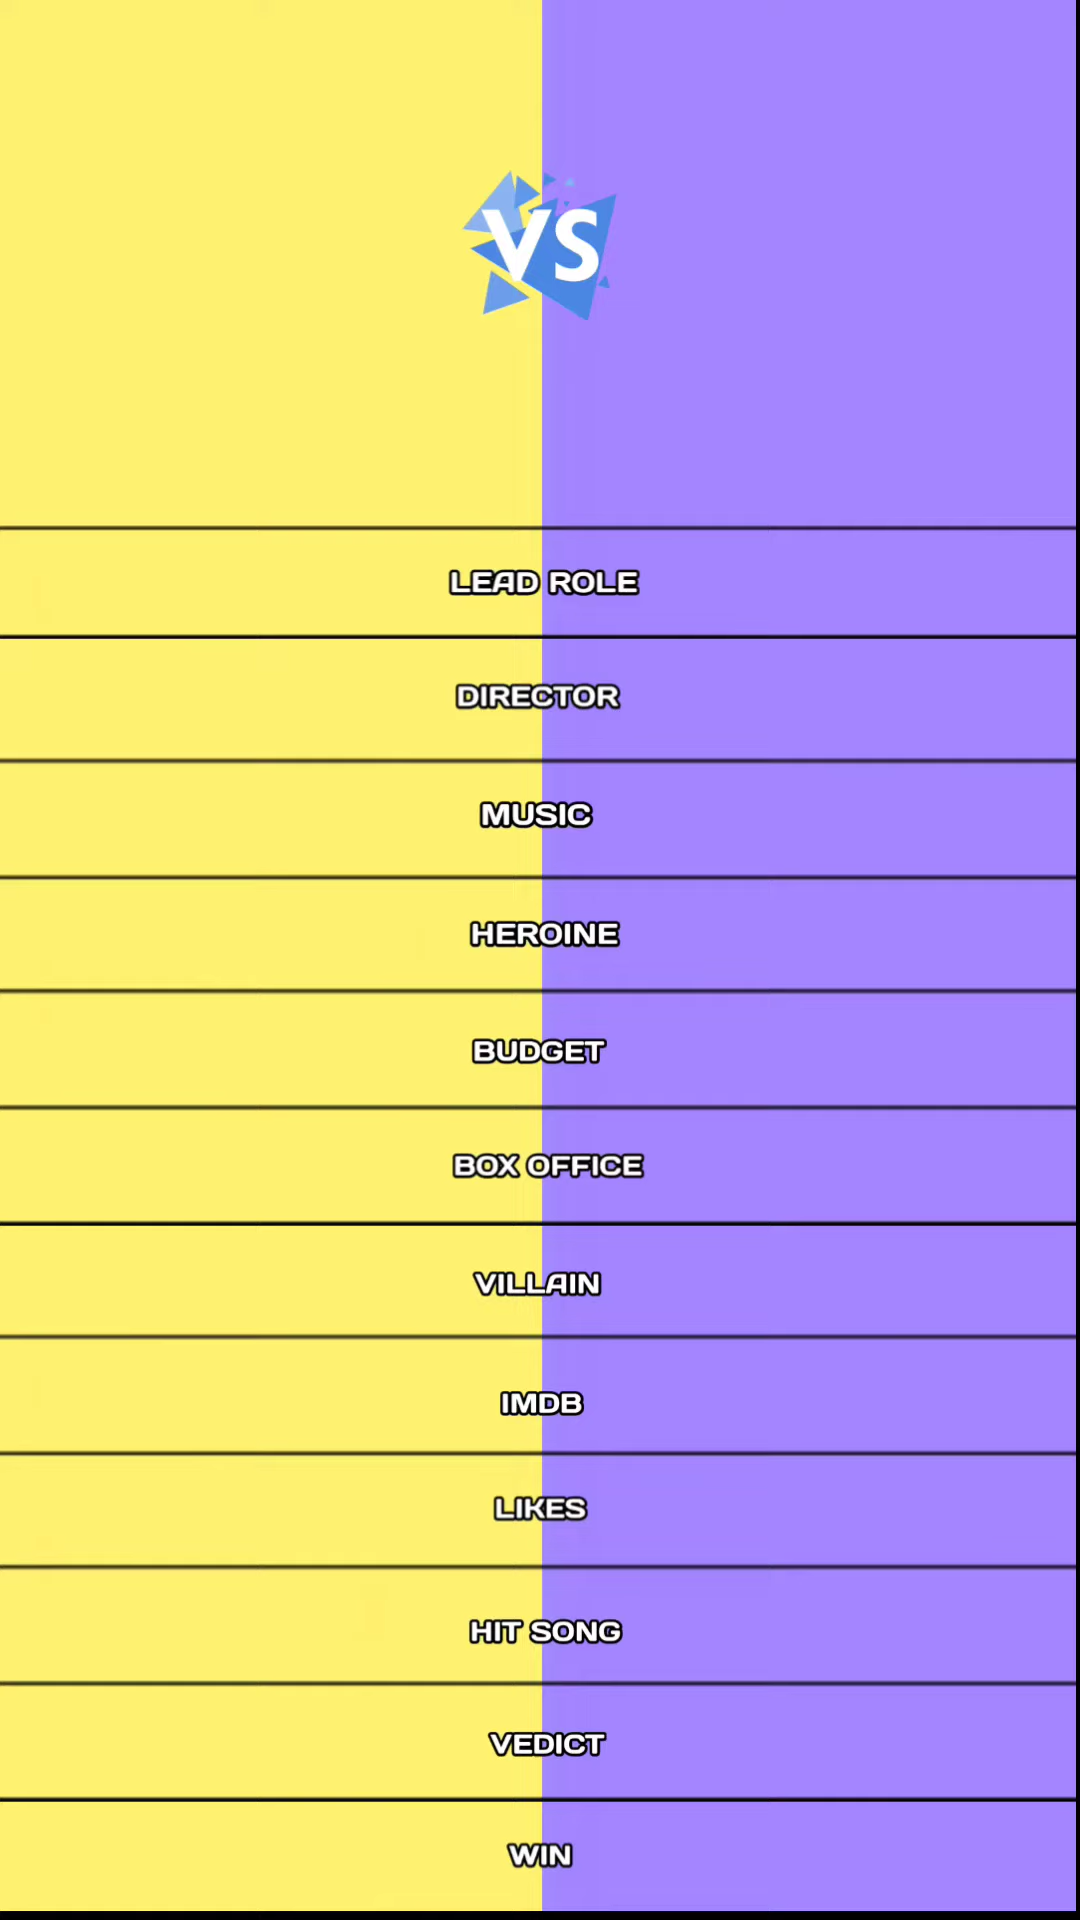 VS
LEAD ROLE
DIRECTOR
MUSIC
HEROINE
BUDGET
BOX OFFICE
VILLAIN
IMDB
LIKES
HIT SONG
VEDICT
WIN